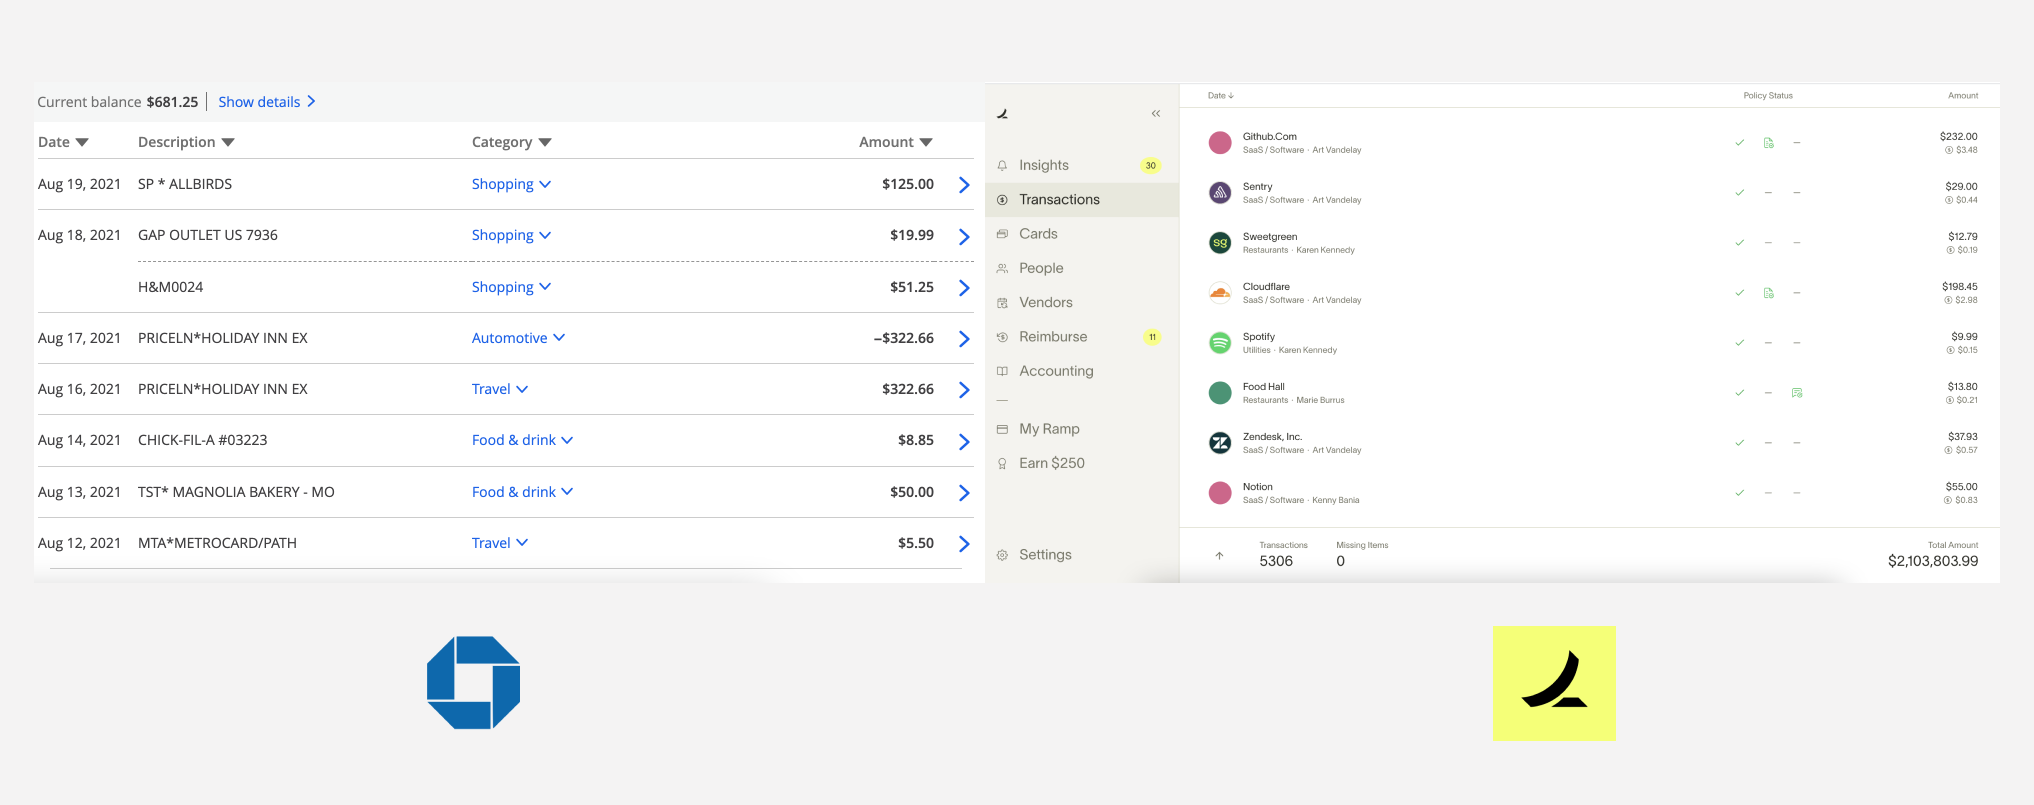 Current balance $681.25 Show details
Date Description Category Amount
Aug 19, 2021 SP * ALLBIRDS Shopping $125.00
Aug 18, 2021 GAP OUTLET US 7936 Shopping $19.99
H&M0024 Shopping $51.25
Aug 17, 2021 PRICELN*HOLIDAY INN EX Automotive –$322.66
Aug 16, 2021 PRICELN*HOLIDAY INN EX Travel $322.66
Aug 14, 2021 CHICK-FIL-A #03223 Food & drink $8.85
Aug 13, 2021 TST* MAGNOLIA BAKERY - MO Food & drink $50.00
Aug 12, 2021 MTA*METROCARD/PATH Travel $5.50
Insights 30
Transactions
Cards
People
Vendors
Reimburse 11
Accounting
My Ramp
Earn $250
Settings
Date ↓ Policy Status Amount
Github.Com $232.00
SaaS / Software · Art Vandelay $3.48
Sentry $29.00
SaaS / Software · Art Vandelay $0.44
sg
Sweetgreen $12.79
Restaurants · Karen Kennedy $0.19
Cloudflare $198.45
SaaS / Software · Art Vandelay $2.98
Spotify $9.99
Utilities · Karen Kennedy $0.15
Food Hall $13.80
Restaurants · Marie Burrus $0.21
Zendesk, Inc. $37.93
SaaS / Software · Art Vandelay $0.57
Notion $55.00
SaaS / Software · Kenny Bania $0.83
Transactions Missing Items Total Amount
5306 0 $2,103,803.99